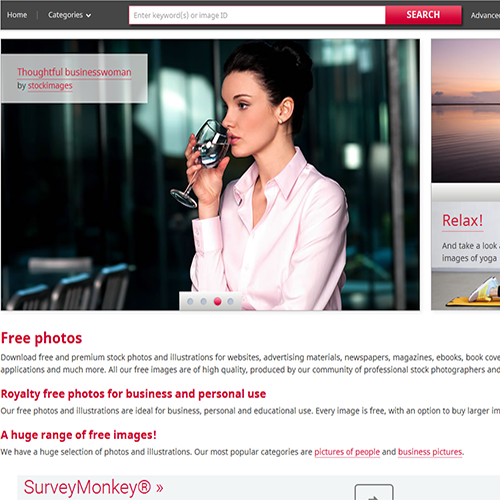 Home Categories Enter keyword(s) or image ID SEARCH Advance
Thoughtful businesswoman
by stockimages
Relax!
And take a look a
images of yoga
Free photos
Download free and premium stock photos and illustrations for websites, advertising materials, newspapers, magazines, ebooks, book cove
applications and much more. All our free images are of high quality, produced by our community of professional stock photographers and
Royalty free photos for business and personal use
Our free photos and illustrations are ideal for business, personal and educational use. Every image is free, with an option to buy larger im
A huge range of free images!
We have a huge selection of photos and illustrations. Our most popular categories are pictures of people and business pictures.
SurveyMonkey® »